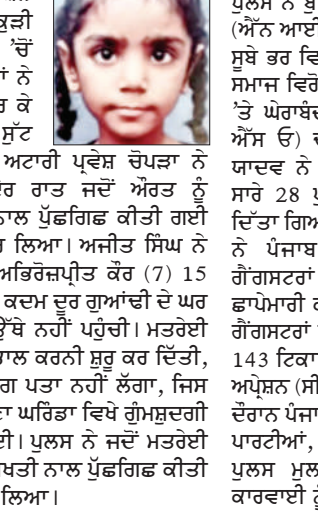 ਕੁੜੀ
'ਚੋਂ
ਨੇ
ਕੇ
ਸੁੱਟ
ਅਟਾਰੀ ਪ੍ਰਵੇਸ਼ ਚੋਪੜਾ ਨੇ
ਰਾਤ ਜਦੋਂ ਔਰਤ ਨੂੰ
ਨਾਲ ਪੁੱਛਗਿਛ ਕੀਤੀ ਗਈ
ਲਿਆ। ਅਜੀਤ ਸਿੰਘ ਨੇ
ਅਭਿਰੋਜ਼ਪ੍ਰੀਤ ਕੌਰ (7) 15
ਕਦਮ ਦੂਰ ਗੁਆਂਢੀ ਦੇ ਘਰ
ਉੱਥੇ ਨਹੀਂ ਪਹੁੰਚੀ। ਮਤਰੇਈ
ਭਾਲ ਕਰਨੀ ਸ਼ੁਰੂ ਕਰ ਦਿੱਤੀ,
ਪਤਾ ਨਹੀਂ ਲੱਗਾ, ਜਿਸ
ਘਰਿੰਡਾ ਵਿਖੇ ਗੁੰਮਸ਼ੁਦਗੀ
ਪੁਲਸ ਨੇ ਜਦੋਂ ਮਤਰੇਈ
ਨਾਲ ਪੁੱਛਗਿਛ ਕੀਤੀ
ਲਿਆ।
ਪੁਲਸ ਨੇ
(ਐੱਨ ਆਈ
ਸੂਬੇ ਭਰ
ਸਮਾਜ
'ਤੇ
ਐੱਸ ਓ)
ਯਾਦਵ ਨੇ
ਸਾਰੇ 28
ਦਿੱਤਾ
ਨੇ ਪੰਜਾਬ
ਗੈਂਗਸਟਰਾਂ
ਛਾਪੇਮਾਰੀ
ਗੈਂਗਸਟਰਾਂ
143
ਅਪ੍ਰੇਸ਼ਨ
ਦੌਰਾਨ
ਪਾਰਟੀਆਂ,
ਪੁਲਸ
ਕਾਰਵਾਈ ਨੂੰ